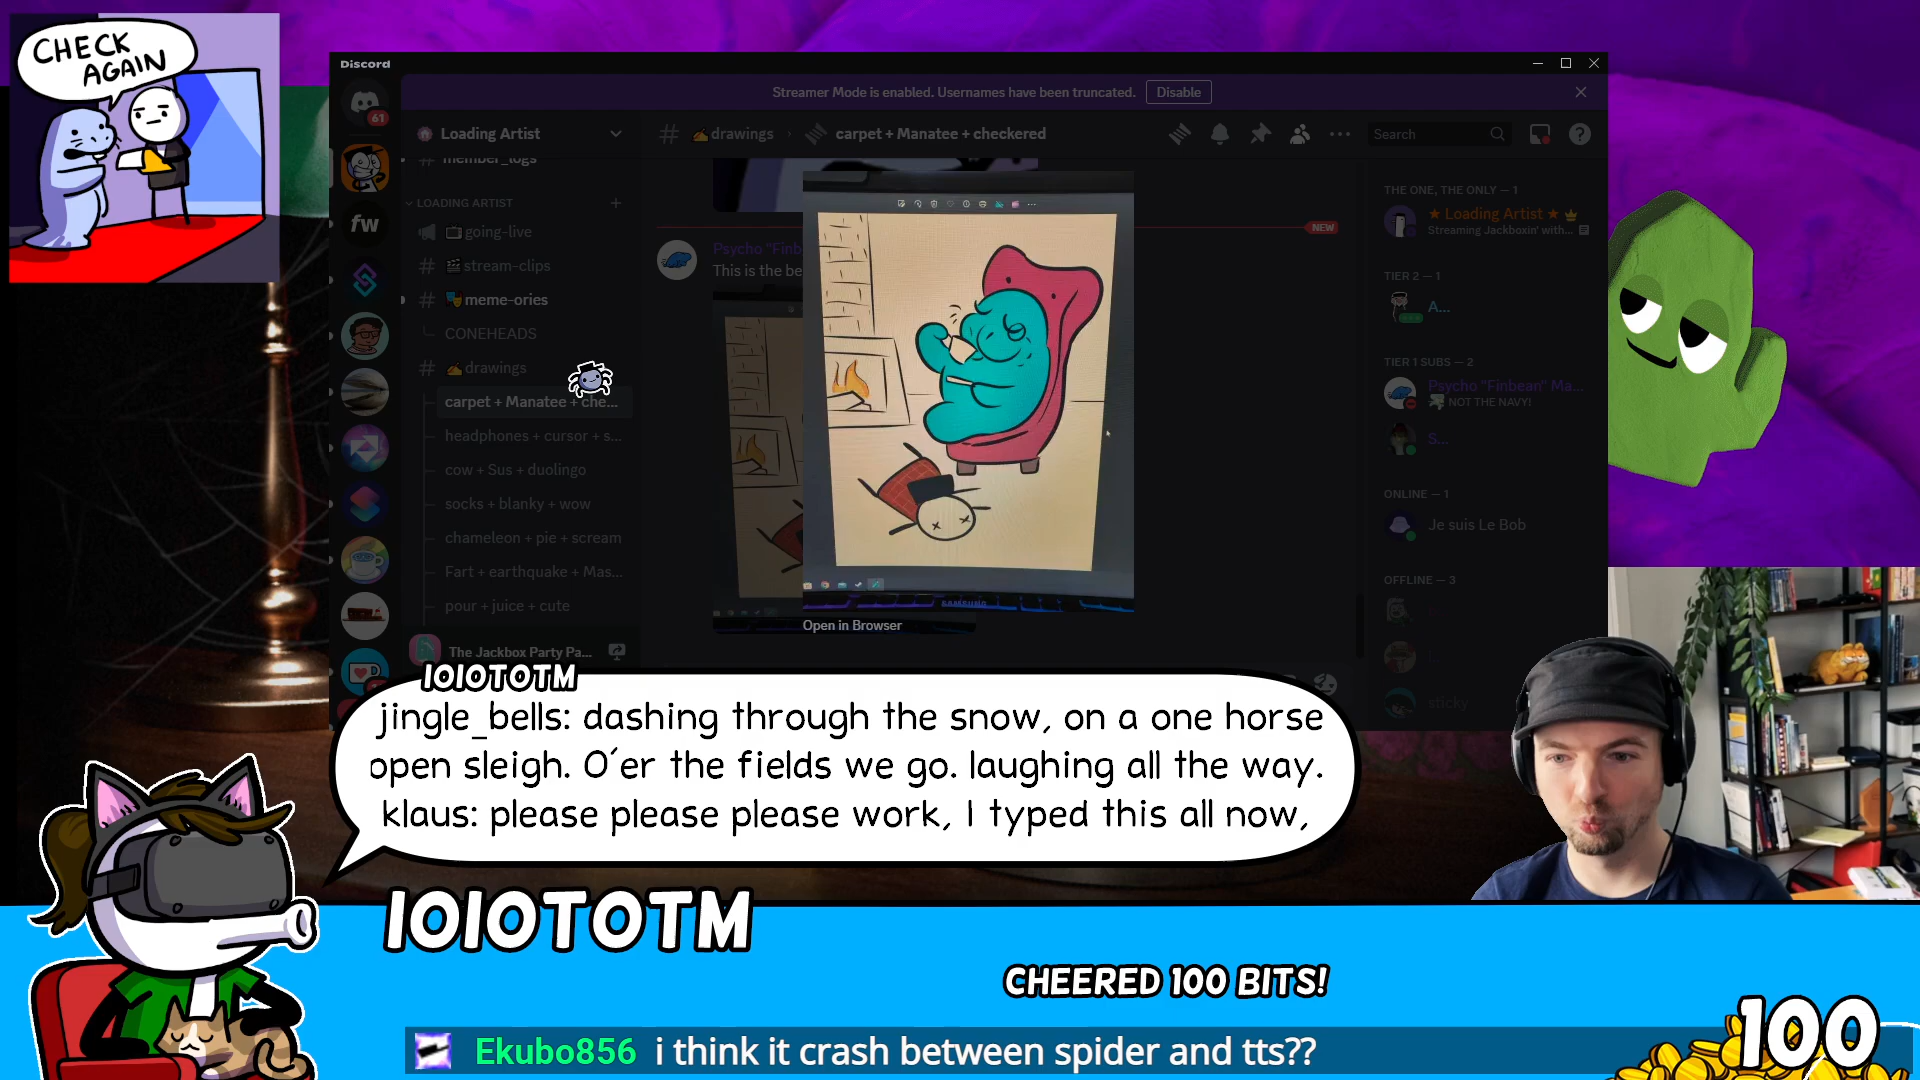 CHECK
AGAIN
Discord
Streamer Mode is enabled. Usernames have been truncated.
Disable
61
Loading Artist
drawings
carpet + Manatee + checkered
Search
member_logs
fw
LOADING ARTIST
going-live
stream-clips
meme-ories
CONEHEADS
drawings
carpet + Manatee + che...
headphones + cursor + s...
cow + Sus + duolingo
socks + blanky + wow
chameleon + pie + scream
Fart + earthquake + Mas...
pour + juice + cute
The Jackbox Party Pa...
NEW
Psycho "Finb
This is the be
SAMSUNG
Open in Browser
THE ONE, THE ONLY — 1
★ Loading Artist ★
Streaming Jackboxin' with...
TIER 2 — 1
A...
TIER 1 SUBS — 2
Psycho "Finbean" Ma...
NOT THE NAVY!
S...
ONLINE — 1
Je suis Le Bob
OFFLINE — 3
sticky
IOIOTOTM
jingle_bells: dashing through the snow, on a one horse
open sleigh. O'er the fields we go. laughing all the way.
klaus: please please please work, I typed this all now,
IOIOTOTM
CHEERED 100 BITS!
100
Ekubo856 i think it crash between spider and tts??